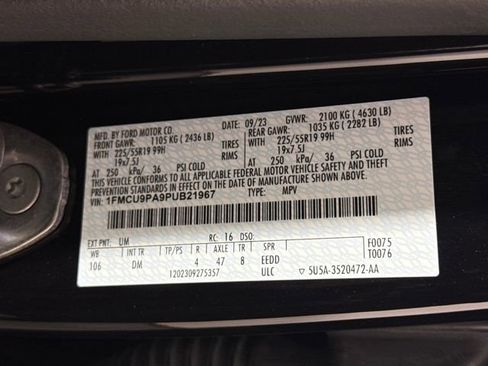 MFD. BY FORD MOTOR CO.
09/23 GVWR: 2100 KG ( 4630 LB)
FRONT GAWR: 1105 KG ( 2436 LB) REAR GAWR: 1035 KG ( 2282 LB)
WITH 225/55R19 99H TIRES WITH 225/55R19 99H TIRES
19x7.5J RIMS 19x7.5J RIMS
AT 250 kPa/ 36 PSI COLD AT 250 kPa/ 36 PSI COLD
THIS VEHICLE CONFORMS TO ALL APPLICABLE FEDERAL MOTOR VEHICLE SAFETY
AND THEFT PREVENTION STANDARDS IN EFFECT ON THE DATE OF MANUFACTURE SHOWN ABOVE.
VIN: 1FMCU9PA9PUB21967 TYPE: MPV
EXT PNT: UM RC: 16 DSO: F0075
WB INT TR TR AXLE TR SPR T0076
106 DM 4 47 8 EEDD
1202309275357 ULC ▽ 5U5A-3520472-AA